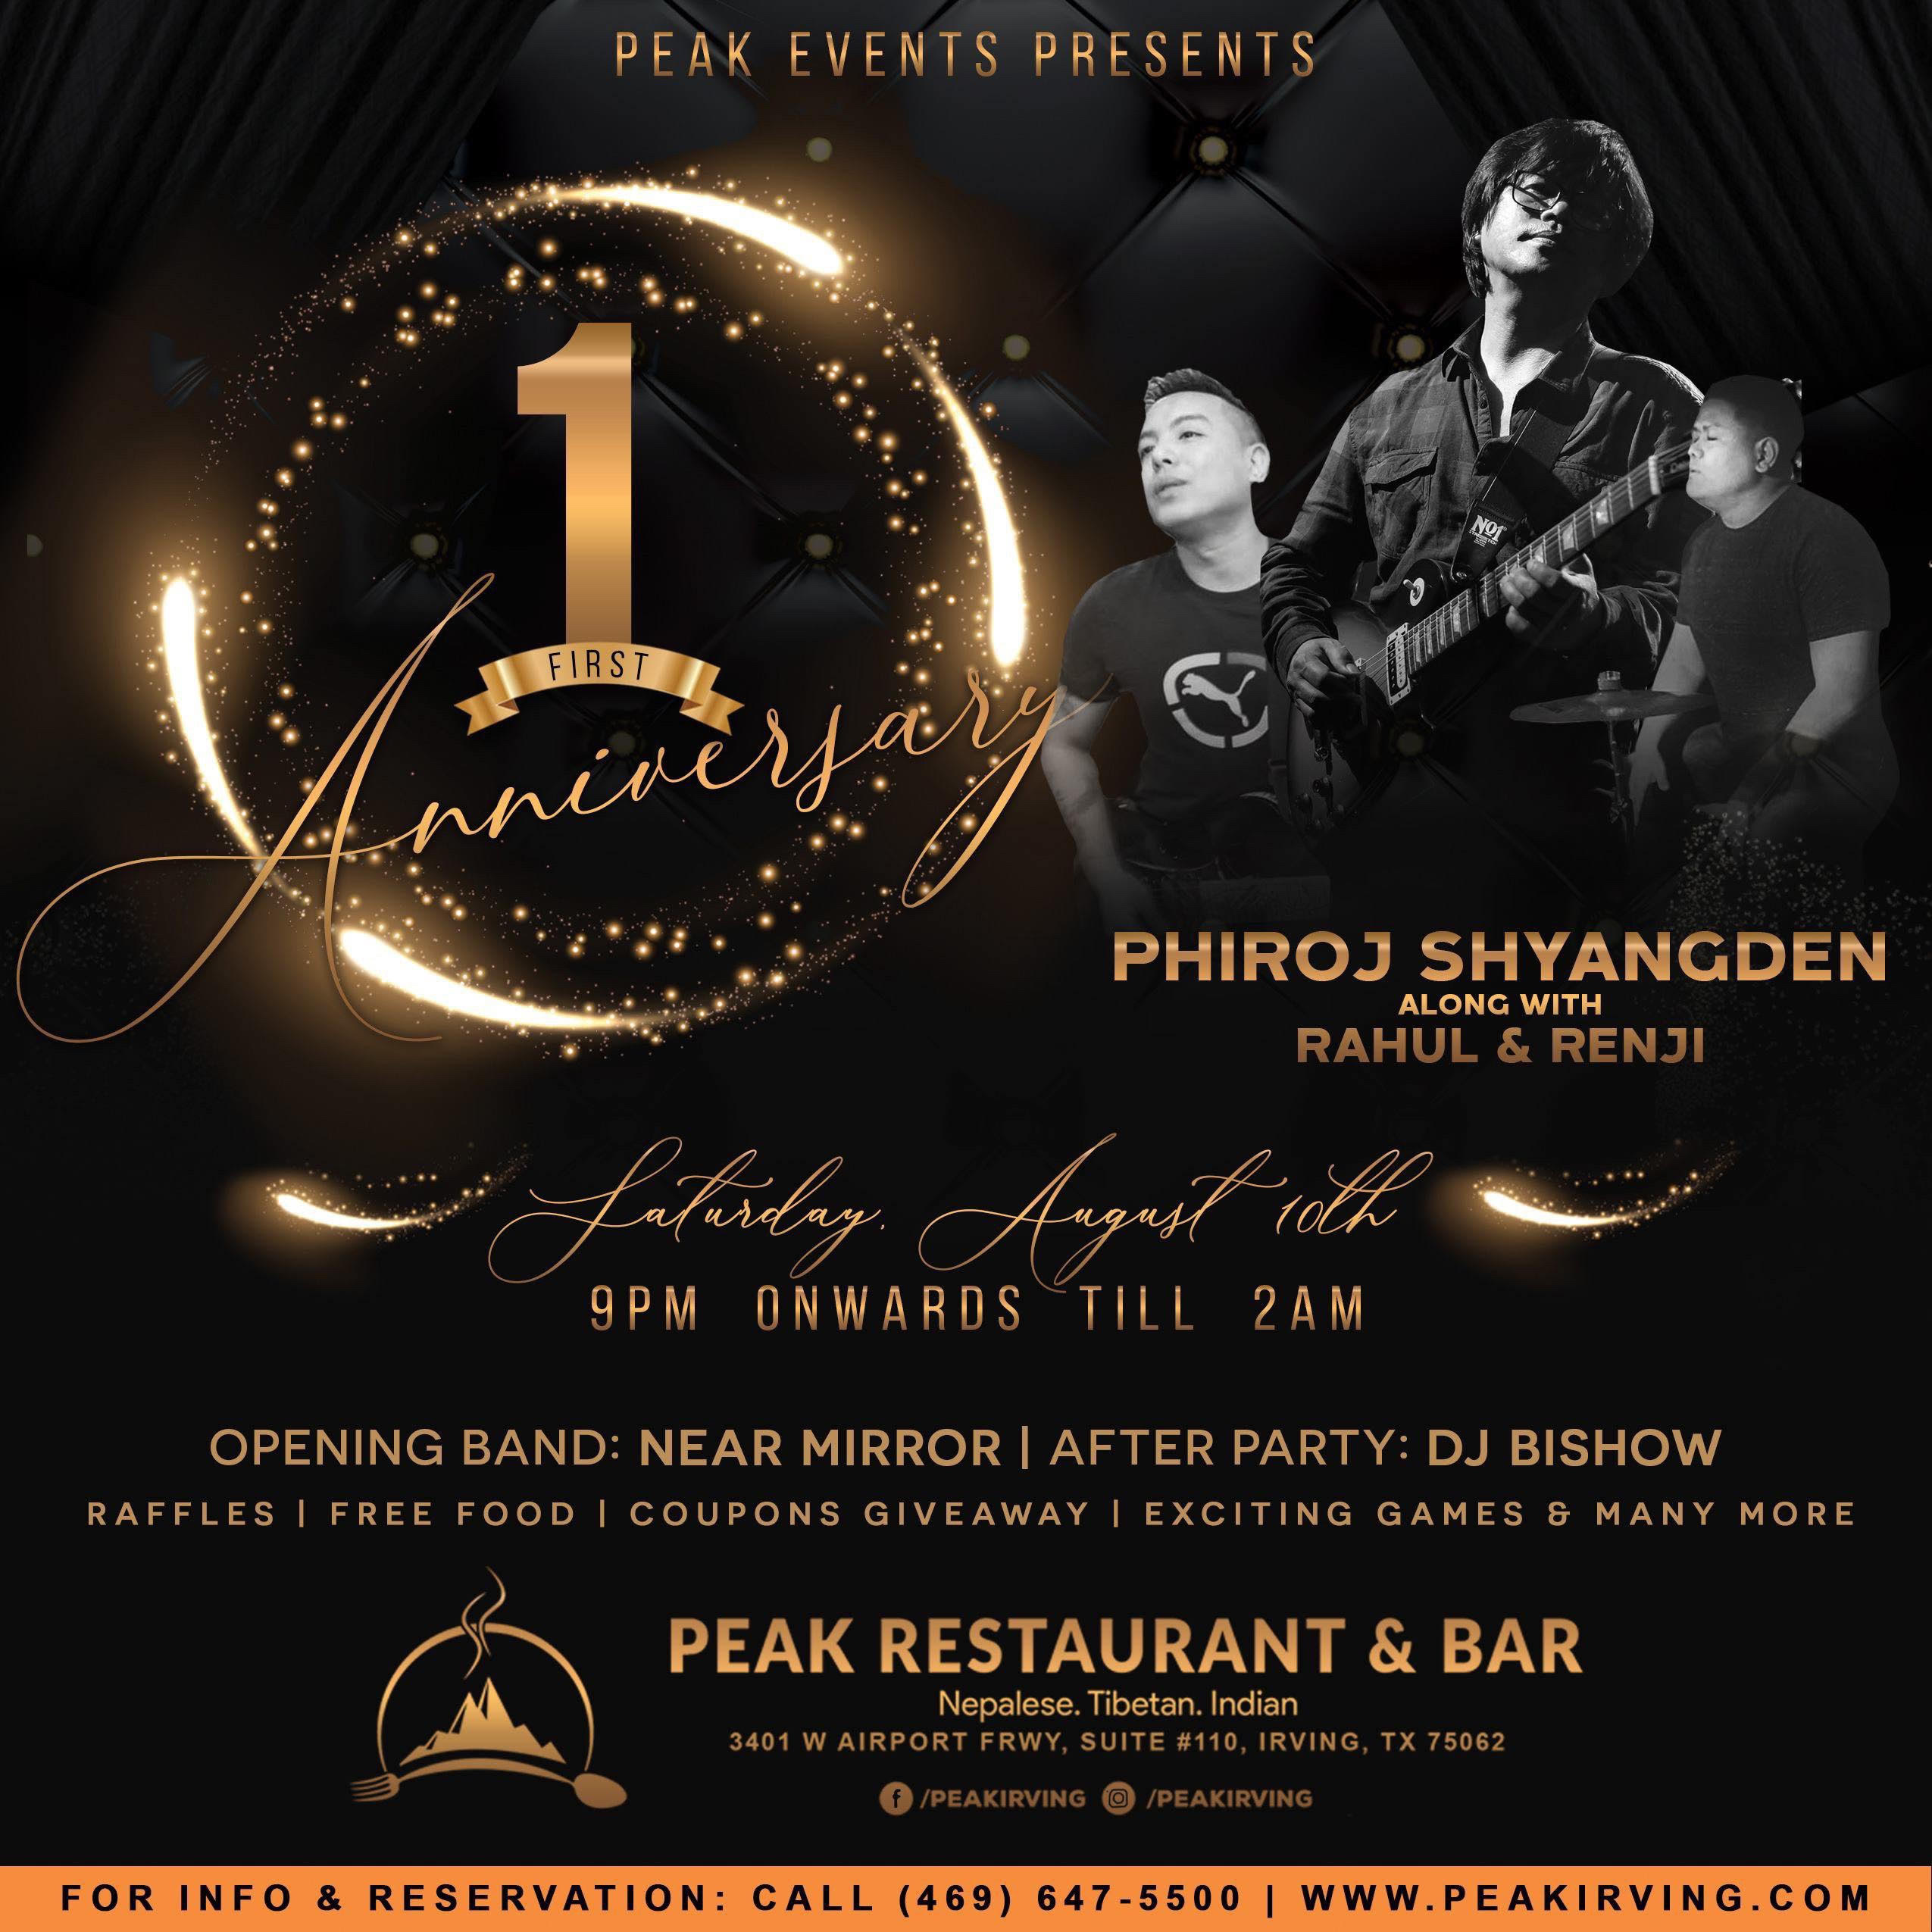 PEAK EVENTS PRESENTS
1
FIRST
Anniversary
NO1
PHIROJ SHYANGDEN
ALONG WITH
RAHUL & RENJI
Saturday, August 10th
9PM ONWARDS TILL 2AM
OPENING BAND: NEAR MIRROR | AFTER PARTY: DJ BISHOW
RAFFLES | FREE FOOD | COUPONS GIVEAWAY | EXCITING GAMES & MANY MORE
PEAK RESTAURANT & BAR
Nepalese. Tibetan. Indian
3401 W AIRPORT FRWY, SUITE #110, IRVING, TX 75062
/PEAKIRVING /PEAKIRVING
FOR INFO & RESERVATION: CALL (469) 647-5500 | WWW.PEAKIRVING.COM